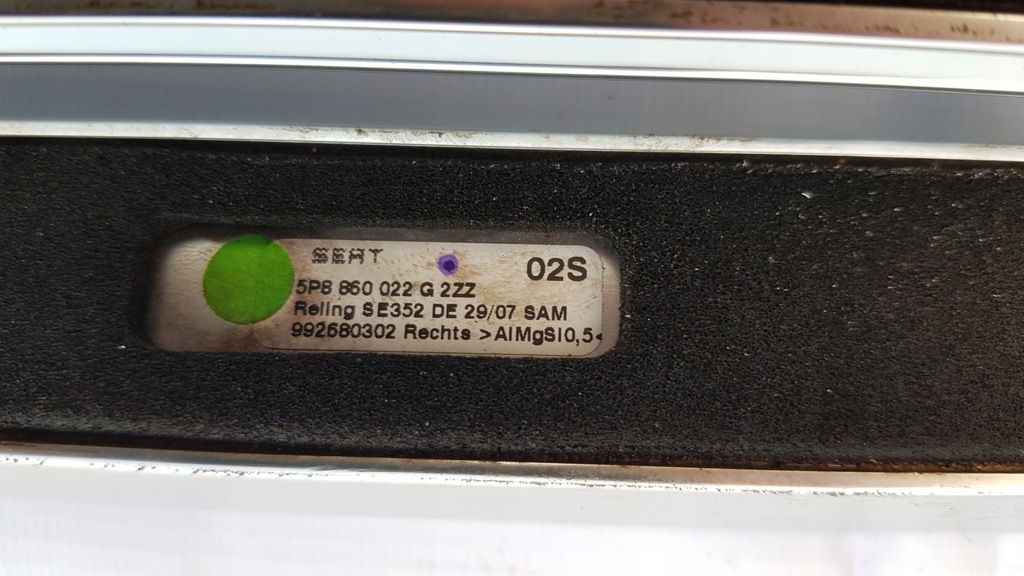 SEAT
02S
5P8 860 022 G 2ZZ
Reling SE352 DE 29/07 SAM
992680302 Rechts >AlMgSi0,5<